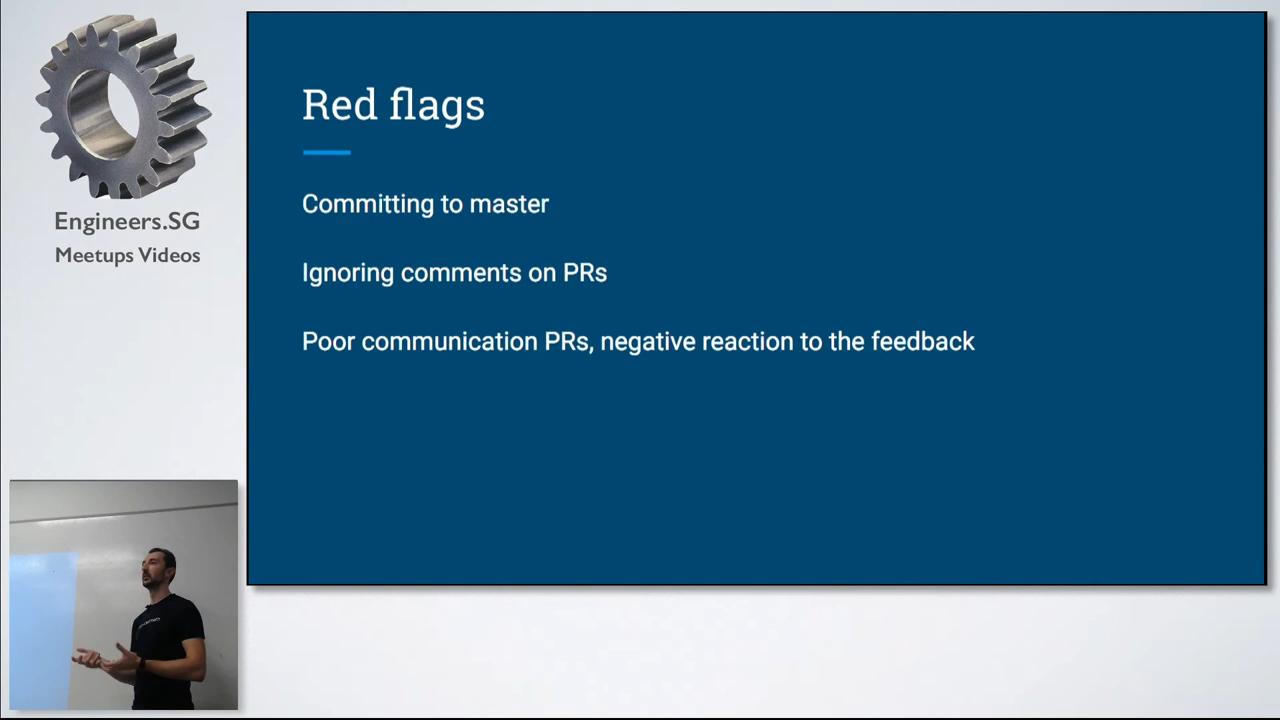 Engineers.SG
Meetups Videos
Red flags
Committing to master
Ignoring comments on PRs
Poor communication PRs, negative reaction to the feedback